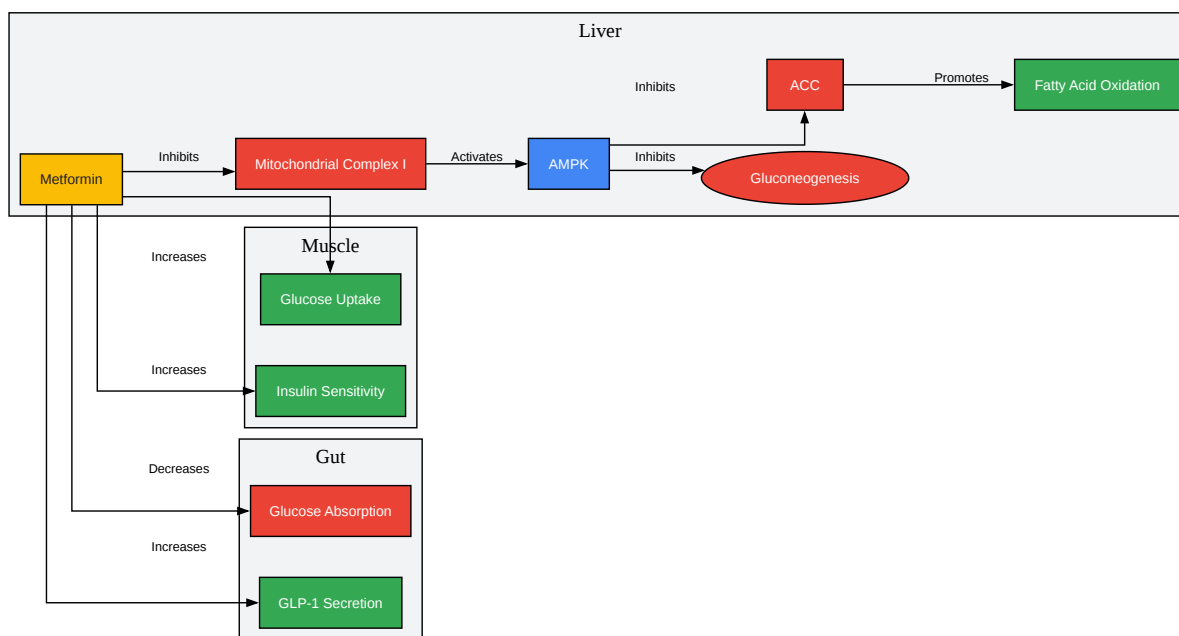 Liver
Inhibits
ACC
Promotes
Fatty Acid Oxidation
Metformin
Inhibits
Mitochondrial Complex I
Activates
AMPK
Inhibits
Gluconeogenesis
Muscle
Increases
Glucose Uptake
Increases
Insulin Sensitivity
Gut
Decreases
Glucose Absorption
Increases
GLP-1 Secretion